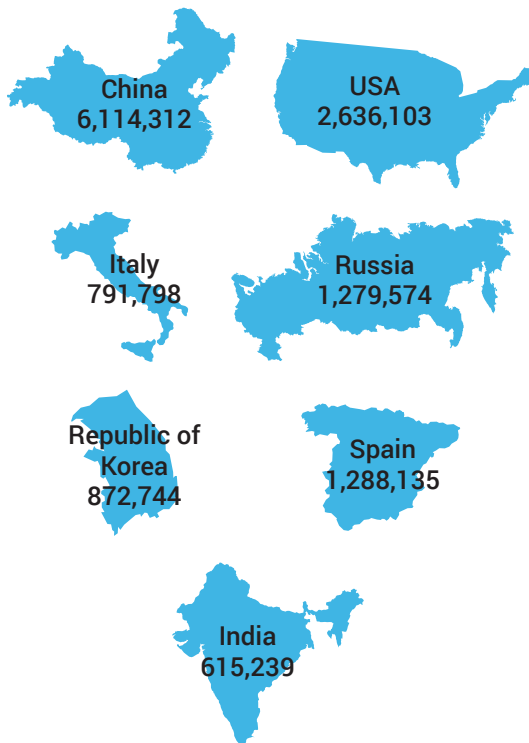 China
6,114,312
USA
2,636,103
Italy
791,798
Russia
1,279,574
Republic of
Korea
872,744
Spain
1,288,135
India
615,239